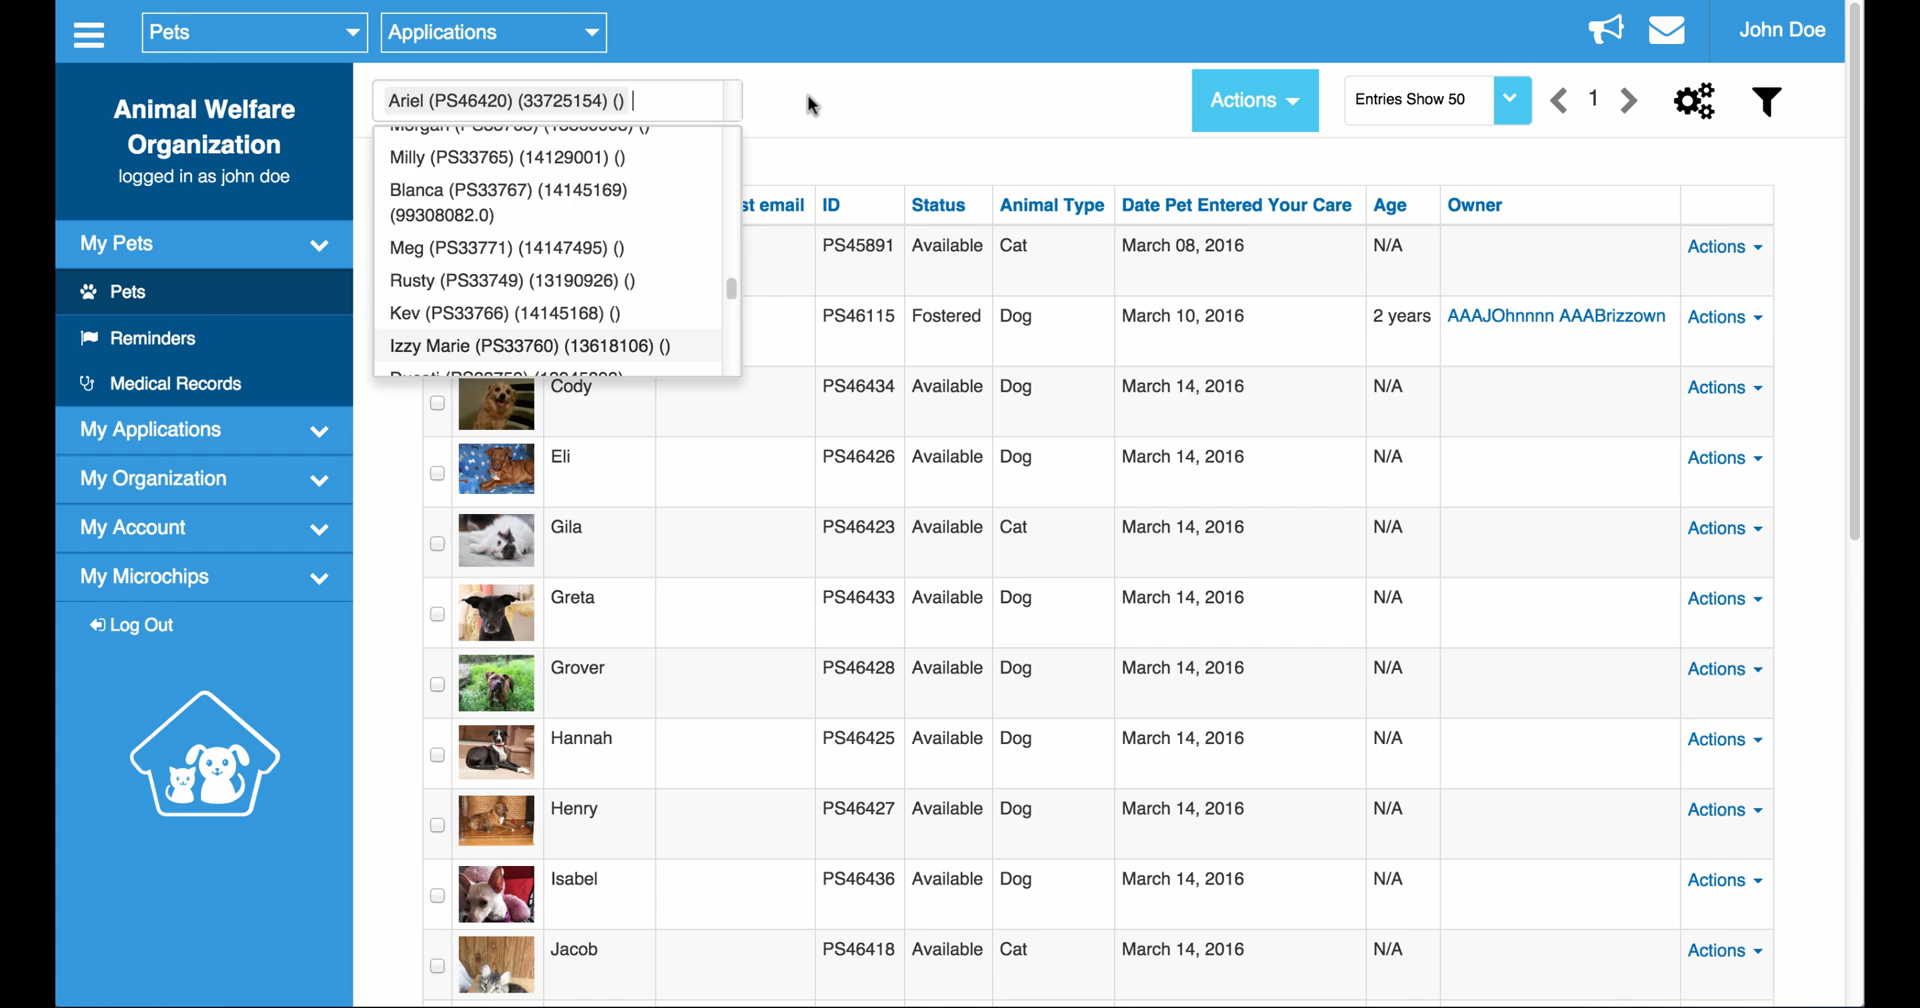 Pets
Applications
John Doe
Animal Welfare
Organization
logged in as john doe
My Pets
Pets
Reminders
Medical Records
My Applications
My Organization
My Account
My Microchips
Log Out
Ariel (PS46420) (33725154) ()
Actions
Entries Show 50
1
Milly (PS33765) (14129001) ()
Blanca (PS33767) (14145169)
(99308082.0)
Meg (PS33771) (14147495) ()
Rusty (PS33749) (13190926) ()
Kev (PS33766) (14145168) ()
Izzy Marie (PS33760) (13618106) ()
st email ID Status Animal Type Date Pet Entered Your Care Age Owner
PS45891 Available Cat March 08, 2016 N/A Actions
PS46115 Fostered Dog March 10, 2016 2 years AAAJOhnnnn AAABrizzown Actions
Cody PS46434 Available Dog March 14, 2016 N/A Actions
Eli PS46426 Available Dog March 14, 2016 N/A Actions
Gila PS46423 Available Cat March 14, 2016 N/A Actions
Greta PS46433 Available Dog March 14, 2016 N/A Actions
Grover PS46428 Available Dog March 14, 2016 N/A Actions
Hannah PS46425 Available Dog March 14, 2016 N/A Actions
Henry PS46427 Available Dog March 14, 2016 N/A Actions
Isabel PS46436 Available Dog March 14, 2016 N/A Actions
Jacob PS46418 Available Cat March 14, 2016 N/A Actions